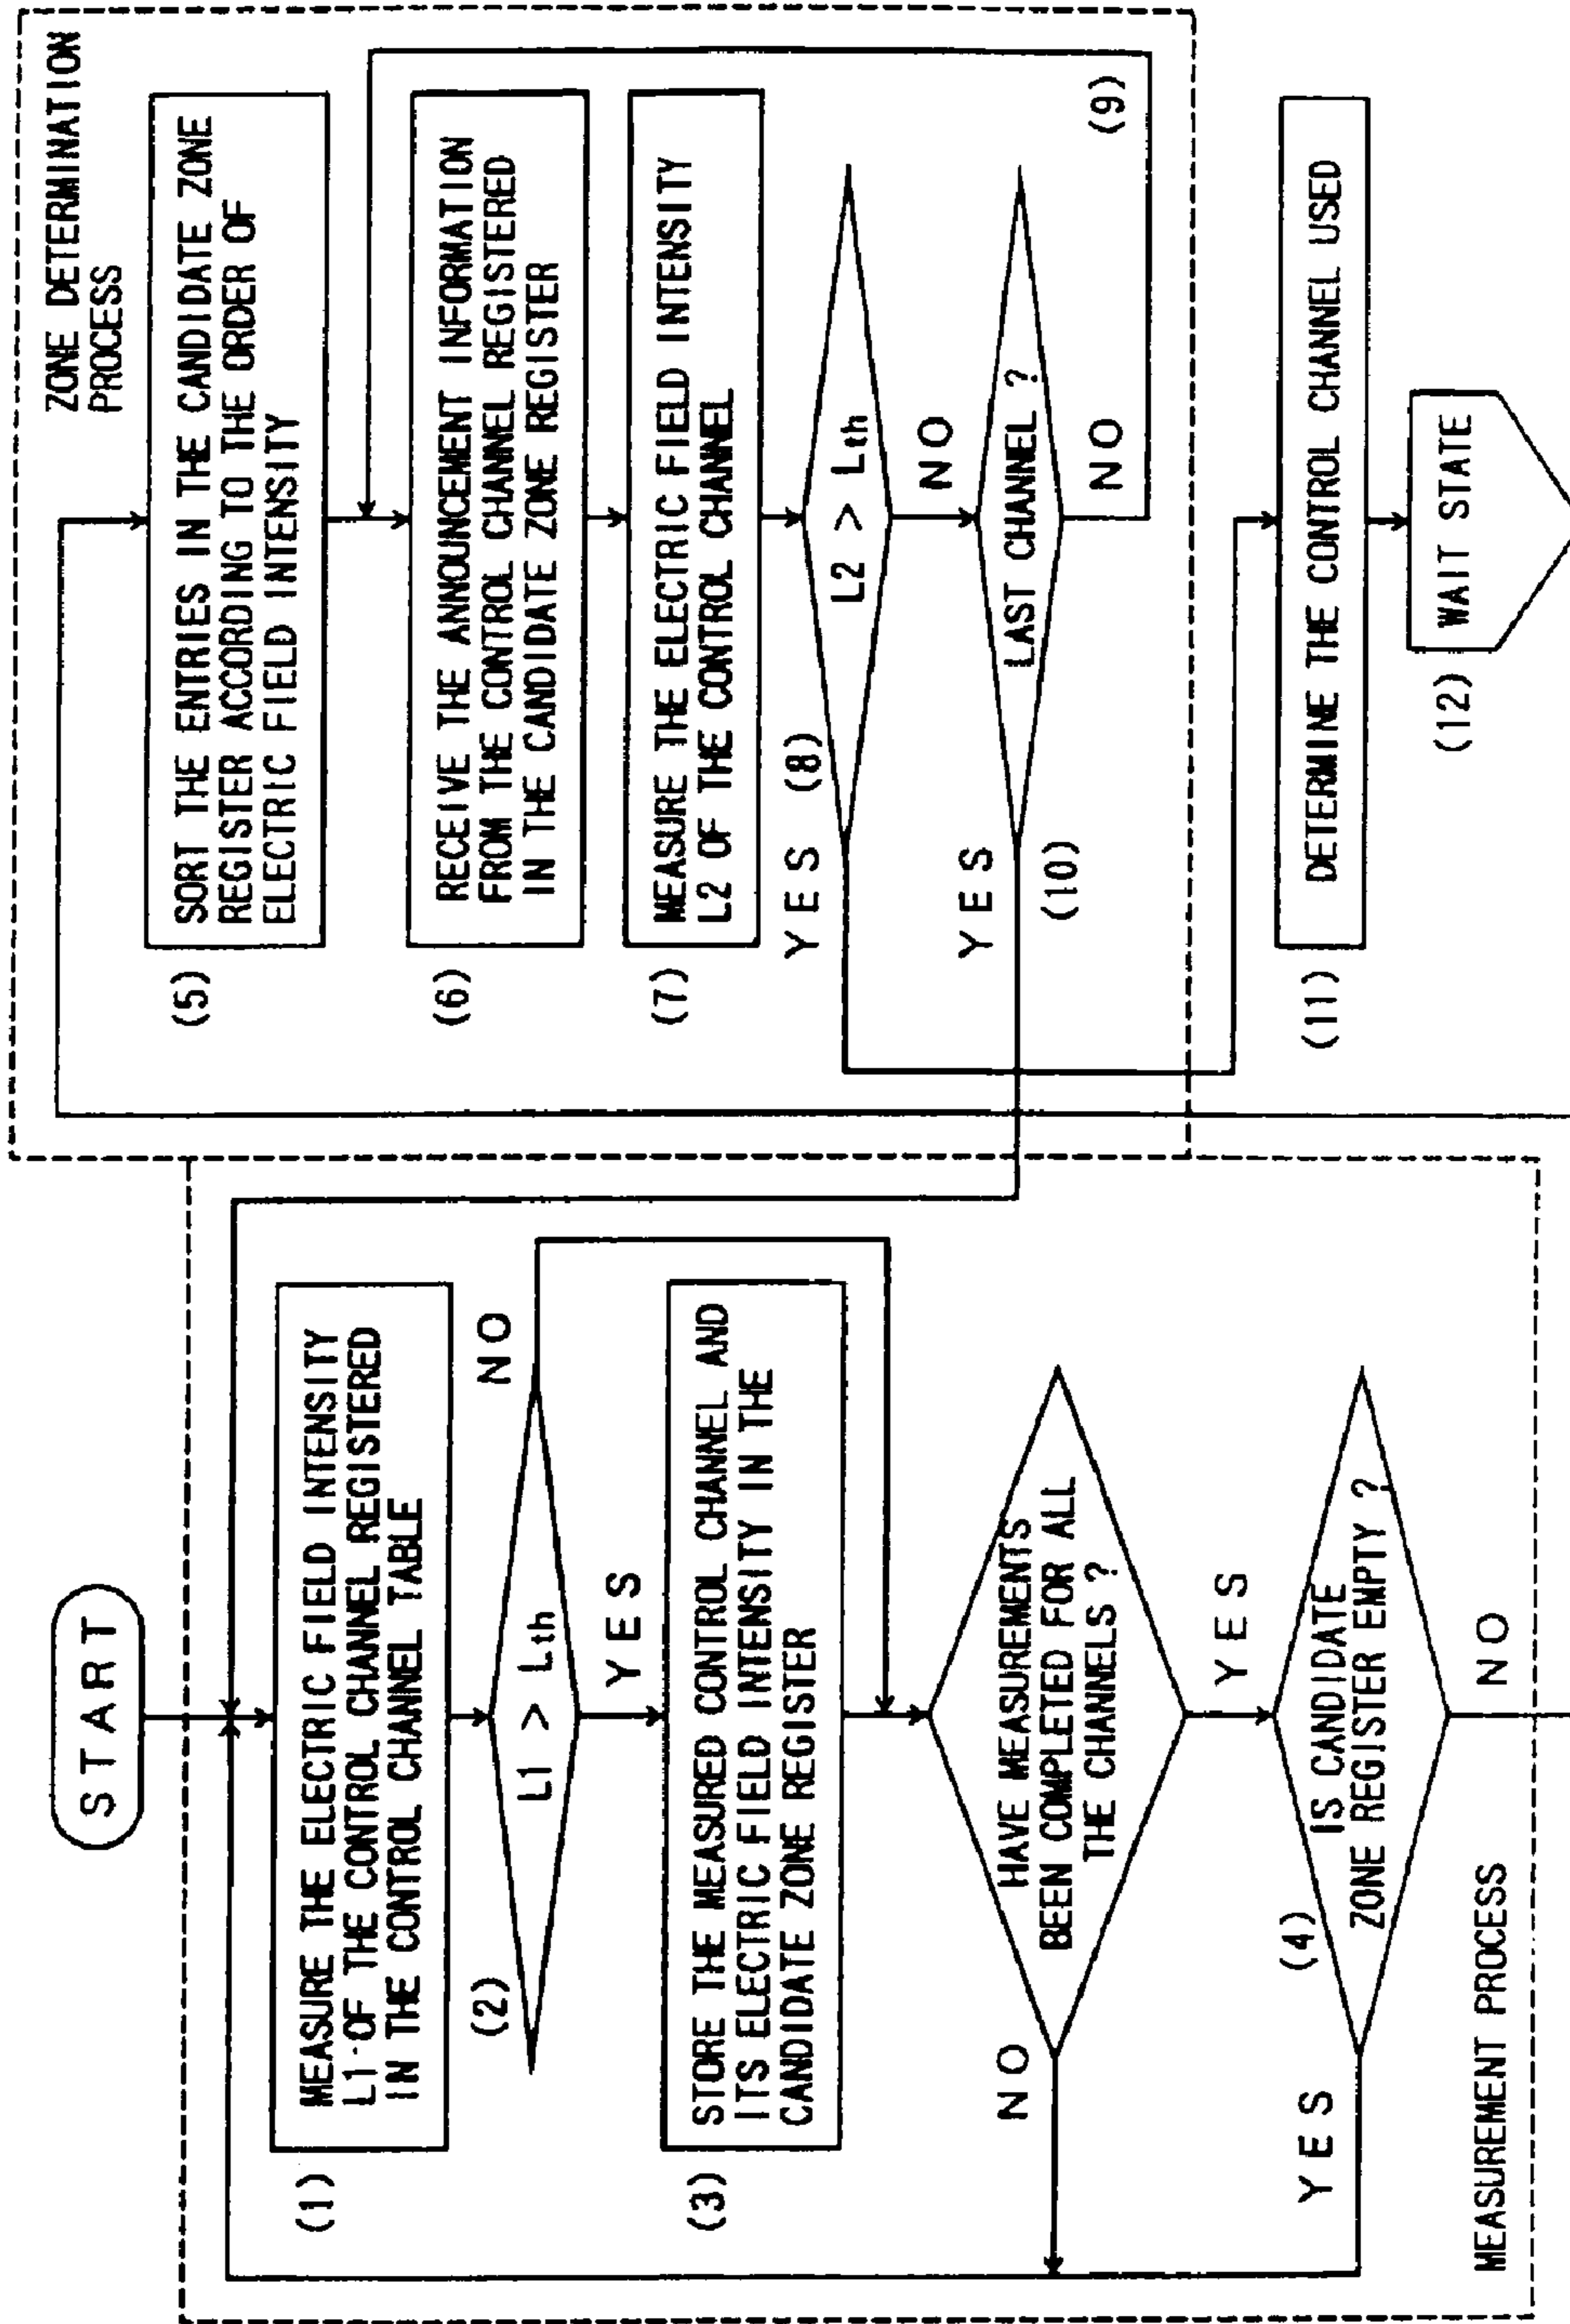 START
(1)
MEASURE THE ELECTRIC FIELD INTENSITY
L1 OF THE CONTROL CHANNEL REGISTERED
IN THE CONTROL CHANNEL TABLE
(2)
L1 > Lth
NO
YES
(3)
STORE THE MEASURED CONTROL CHANNEL AND
ITS ELECTRIC FIELD INTENSITY IN THE
CANDIDATE ZONE REGISTER
HAVE MEASUREMENTS
BEEN COMPLETED FOR ALL
THE CHANNELS ?
NO
YES
(4)
IS CANDIDATE
ZONE REGISTER EMPTY ?
YES
NO
MEASUREMENT PROCESS
ZONE DETERMINATION
PROCESS
(5)
SORT THE ENTRIES IN THE CANDIDATE ZONE
REGISTER ACCORDING TO THE ORDER OF
ELECTRIC FIELD INTENSITY
(6)
RECEIVE THE ANNOUNCEMENT INFORMATION
FROM THE CONTROL CHANNEL REGISTERED
IN THE CANDIDATE ZONE REGISTER
(7)
MEASURE THE ELECTRIC FIELD INTENSITY
L2 OF THE CONTROL CHANNEL
YES
(8)
L2 > Lth
NO
YES
(10)
LAST CHANNEL ?
NO
(9)
(11)
DETERMINE THE CONTROL CHANNEL USED
(12)
WAIT STATE